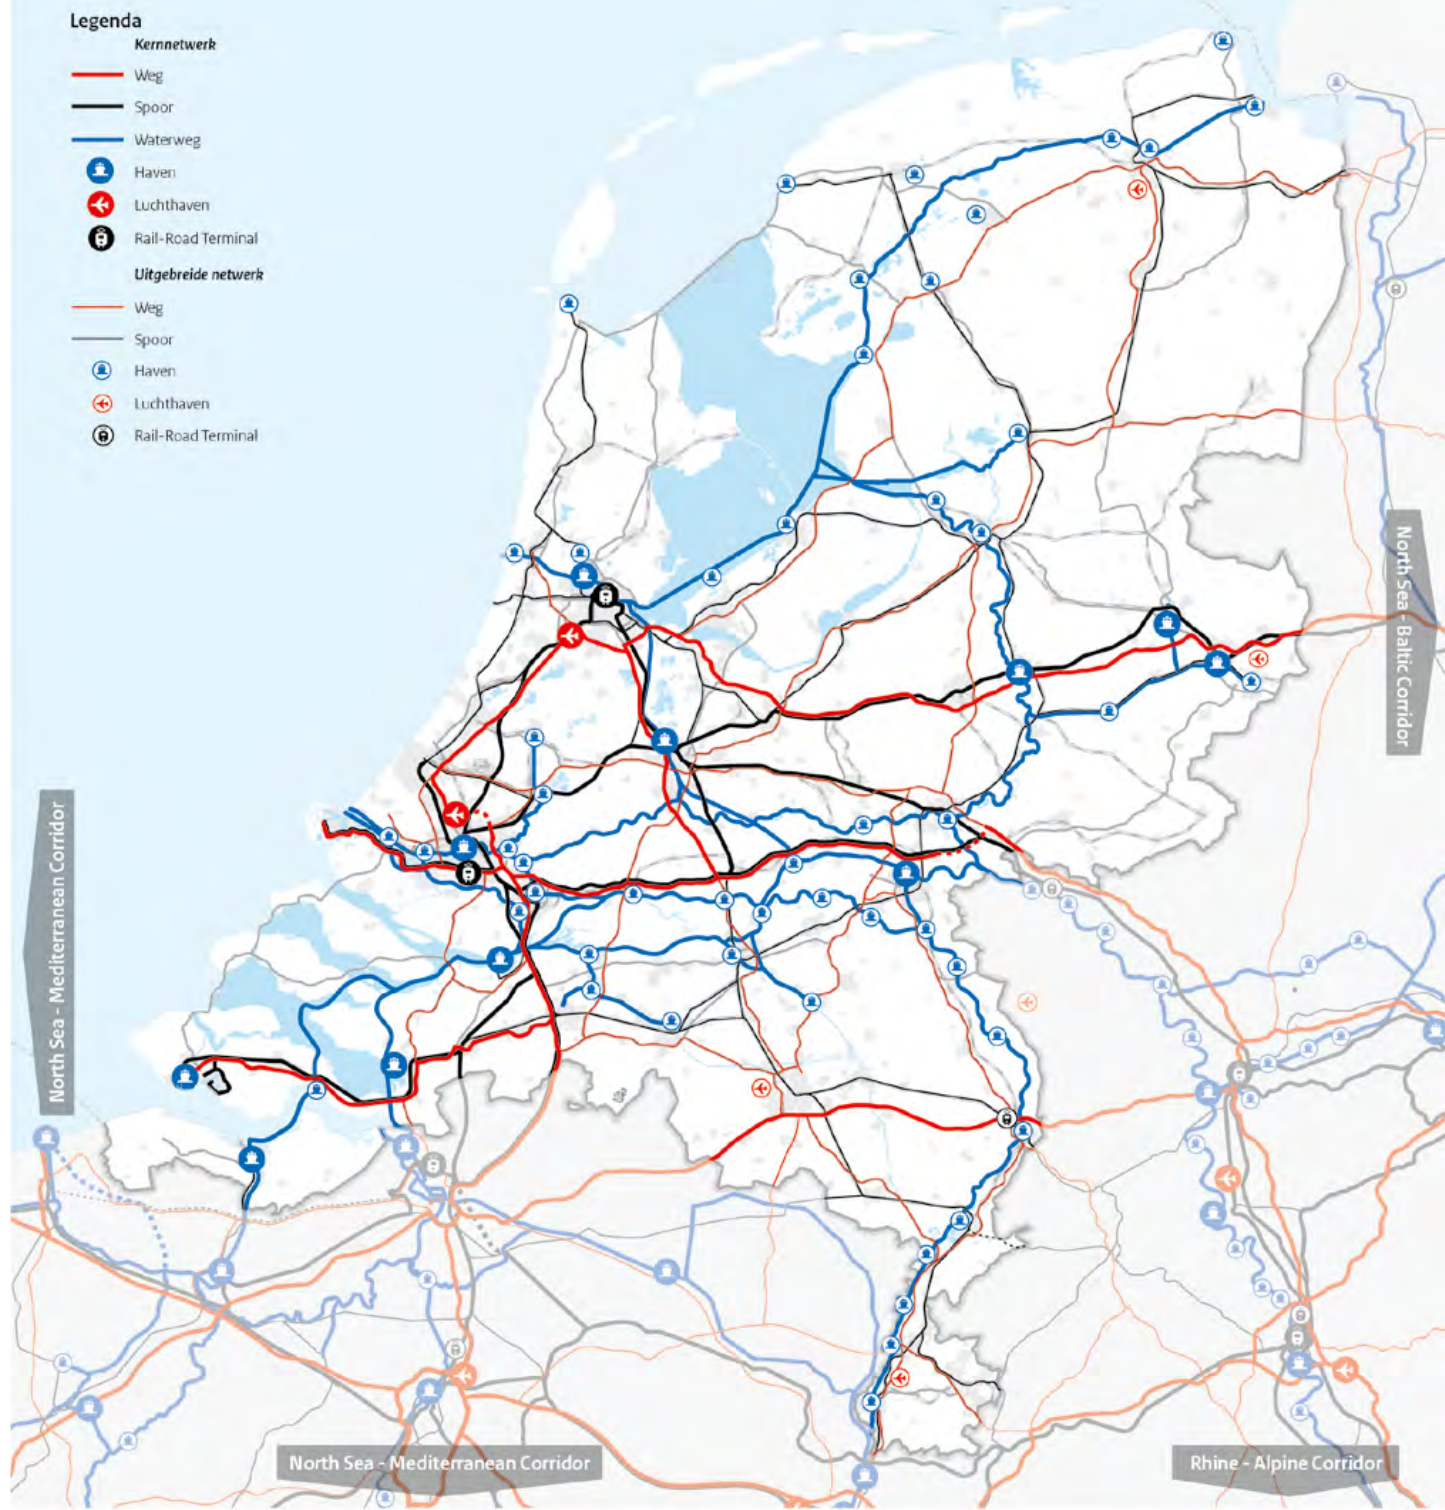 Legenda
Kernnetwerk
Weg
Spoor
Waterweg
Haven
Luchthaven
Rail-Road Terminal
Uitgebreide netwerk
Weg
Spoor
Haven
Luchthaven
Rail-Road Terminal
North Sea - Baltic Corridor
North Sea - Mediterranean Corridor
North Sea - Mediterranean Corridor
Rhine - Alpine Corridor